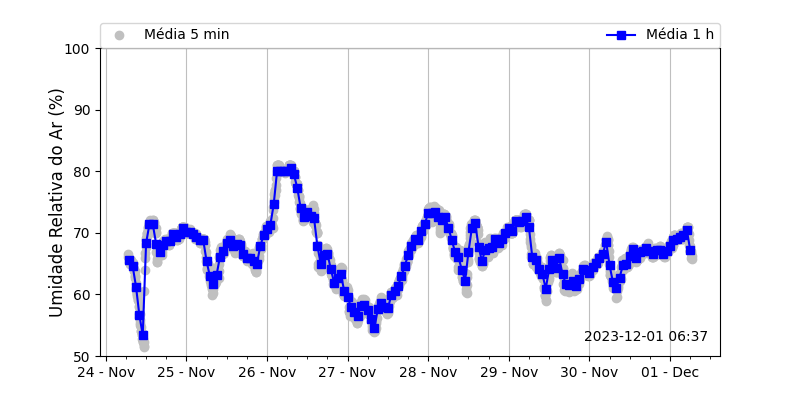 Média 5 min
Média 1 h
Umidade Relativa do Ar (%)
100
90
80
70
60
50
2023-12-01 06:37
24 - Nov
25 - Nov
26 - Nov
27 - Nov
28 - Nov
29 - Nov
30 - Nov
01 - Dec